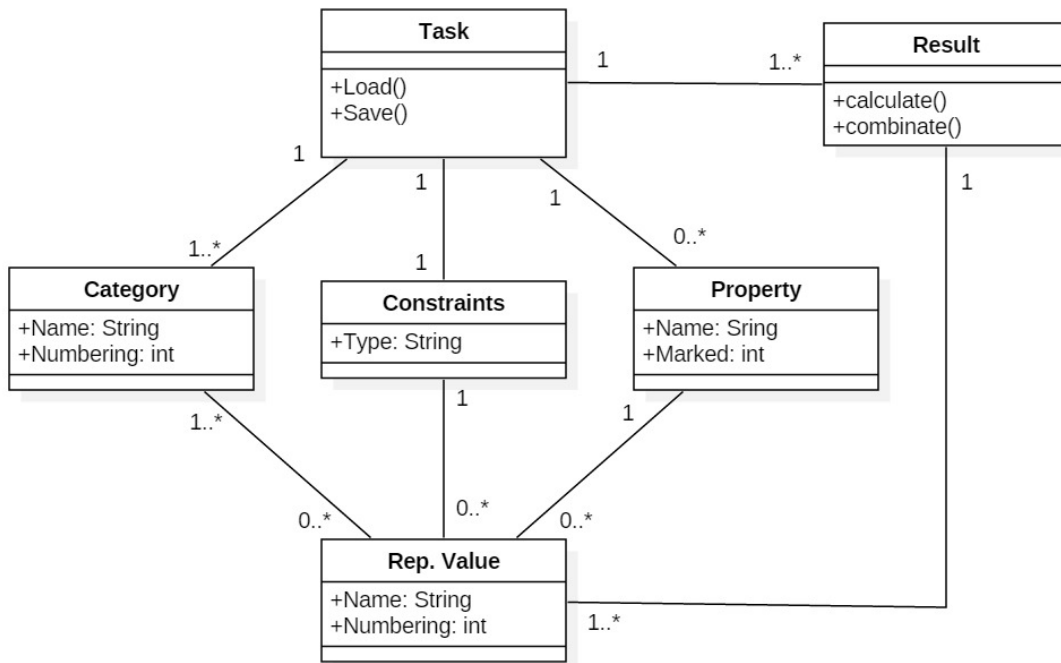 Task
+Load()
+Save()
Result
+calculate()
+combinate()
1
1..*
1
1
1
1
1..*
1
0..*
Category
+Name: String
+Numbering: int
Constraints
+Type: String
Property
+Name: Sring
+Marked: int
1..*
1
1
0..*
0..*
0..*
Rep. Value
+Name: String
+Numbering: int
1..*